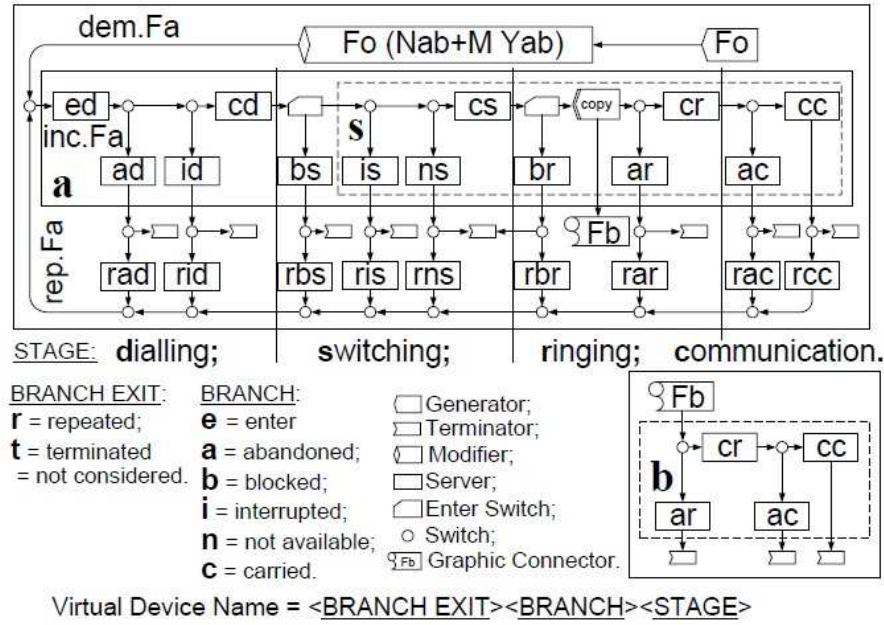 dem.Fa
Fo (Nab+M Yab)
Fo
ed cd cs copy cr cc
inc.Fa
s
a
ad id bs is ns br ar ac
rep.Fa
Fb
rad rid rbs ris rns rbr rar rac rcc
STAGE: dialling; switching; ringing; communication.
BRANCH EXIT:
r = repeated;
t = terminated
= not considered.
BRANCH:
e = enter
a = abandoned;
b = blocked;
i = interrupted;
n = not available;
c = carried.
Generator;
Terminator;
Modifier;
Server;
Enter Switch;
Switch;
Fb Graphic Connector.
Fb
cr cc
b
ar ac
Virtual Device Name = <BRANCH EXIT><BRANCH><STAGE>